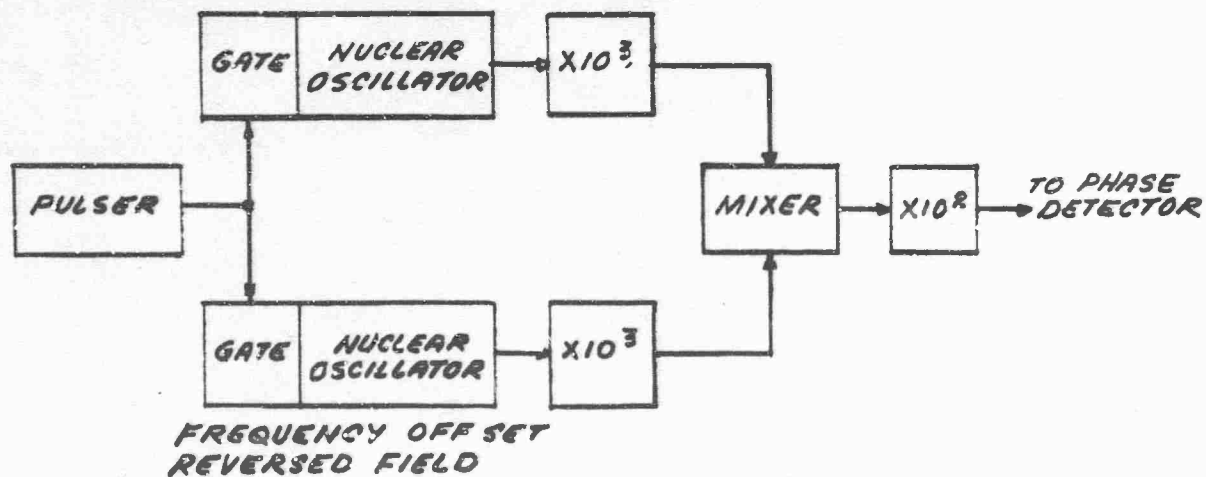 GATE
NUCLEAR
OSCILLATOR
X10³
PULSER
MIXER
X10²
TO PHASE
DETECTOR
GATE
NUCLEAR
OSCILLATOR
X10³
FREQUENCY OFFSET
REVERSED FIELD